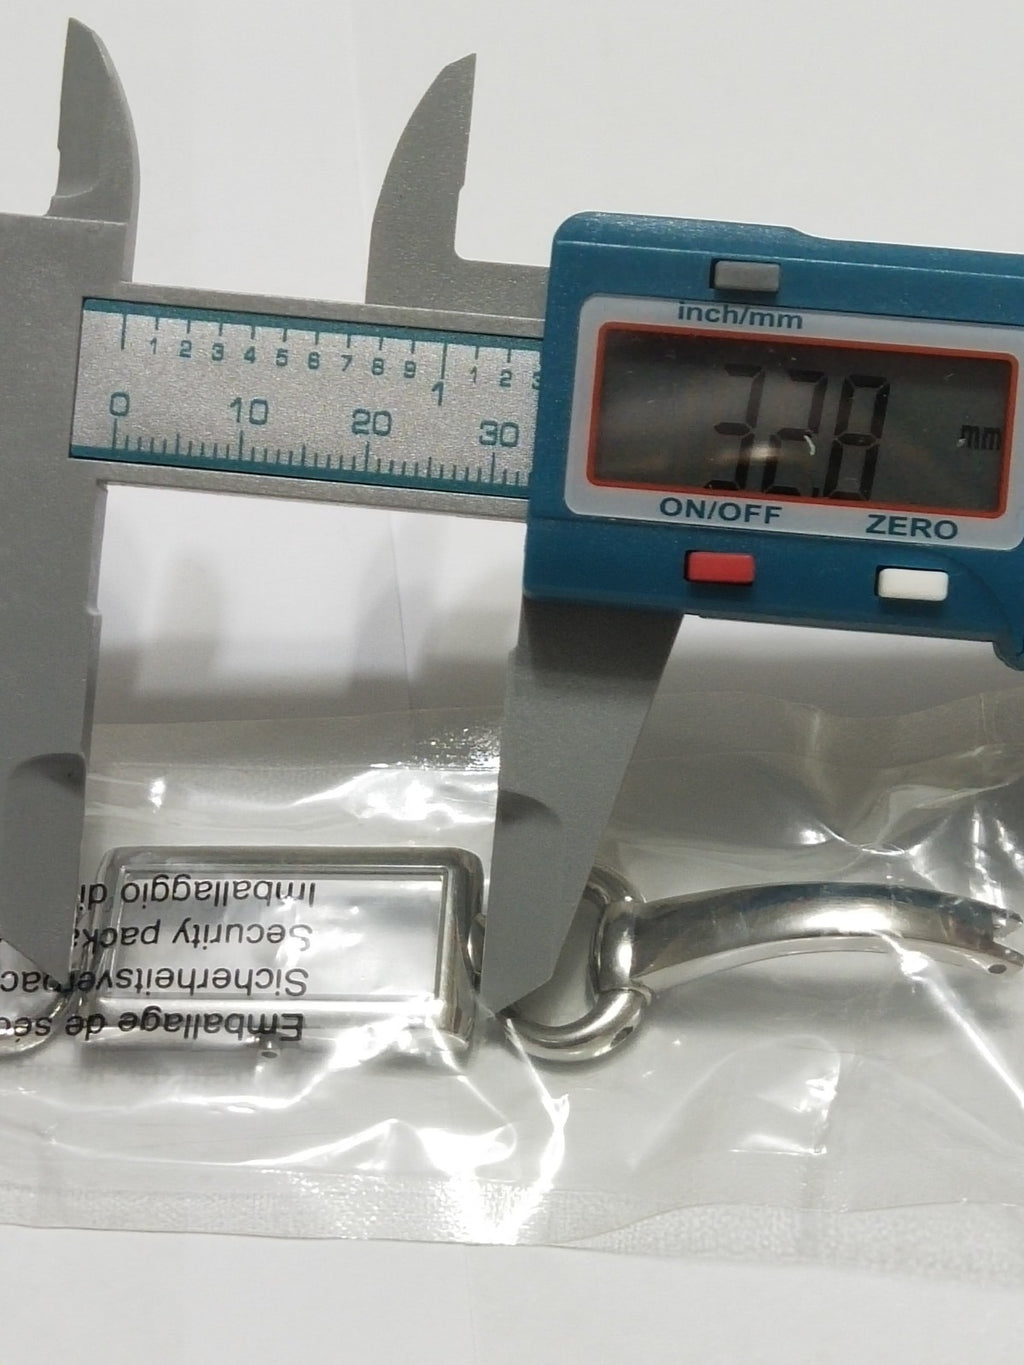 inch/mm
1 2 3 4 5 6 7 8 9 1 1 2 3
0 10 20 30
32.8 mm
ON/OFF ZERO
Emballage de séc
Sicherheitsverpac
Security packa
Imballaggio di